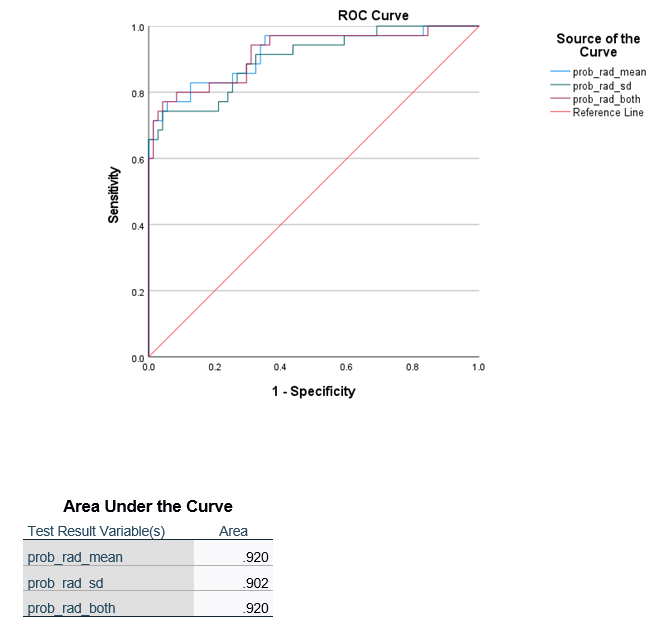 ROC Curve
1.0
0.8
0.6
0.4
0.2
0.0
Sensitivity
0.0 0.2 0.4 0.6 0.8 1.0
1 - Specificity
Source of the
Curve
prob_rad_mean
prob_rad_sd
prob_rad_both
Reference Line
Area Under the Curve
Test Result Variable(s) Area
prob_rad_mean .920
prob_rad_sd .902
prob_rad_both .920